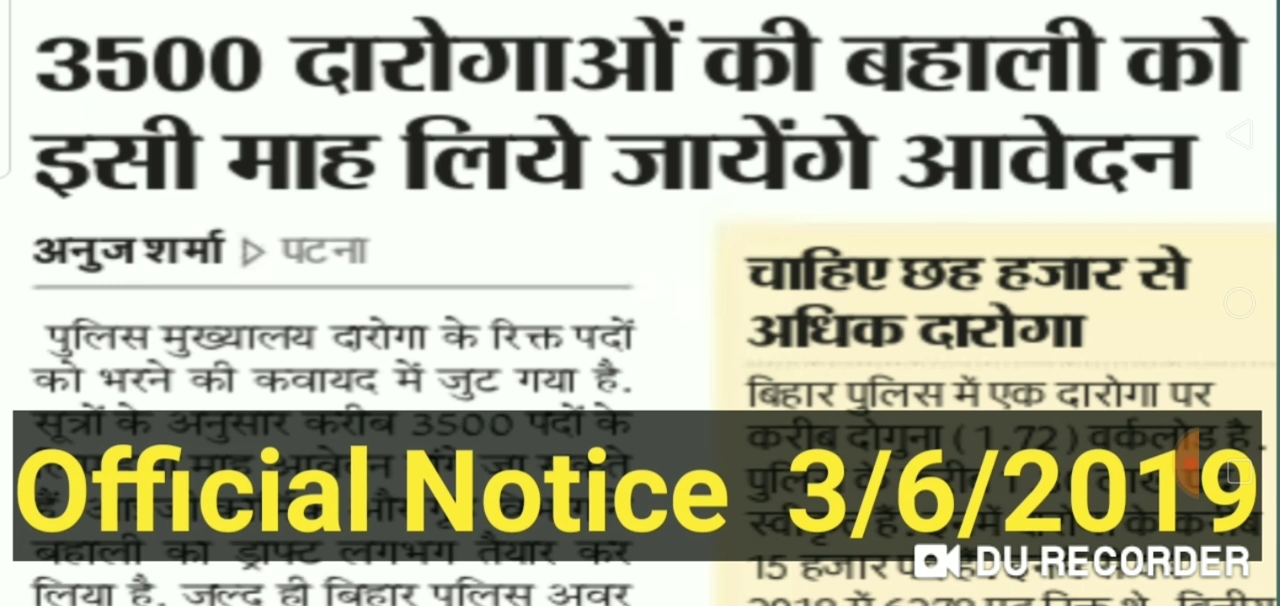 3500 दारोगाओं की बहाली को
इसी माह लिये जायेंगे आवेदन
अनुज शर्मा ▷ पटना
पुलिस मुख्यालय दारोगा के रिक्त पदों
को भरने की कवायद में जुट गया है.
सूत्रों के अनुसार करीब 3500 पदों के
माह आवेदन
बहाली का ड्राफ्ट लगभग तैयार कर
लिया है. जल्द ही बिहार पुलिस अवर
चाहिए छह हजार से
अधिक दारोगा
बिहार पुलिस में एक दारोगा पर
करीब दोगुना (1.72) वर्कलोड है.
15 हजार
Official Notice 3/6/2019
DU RECORDER